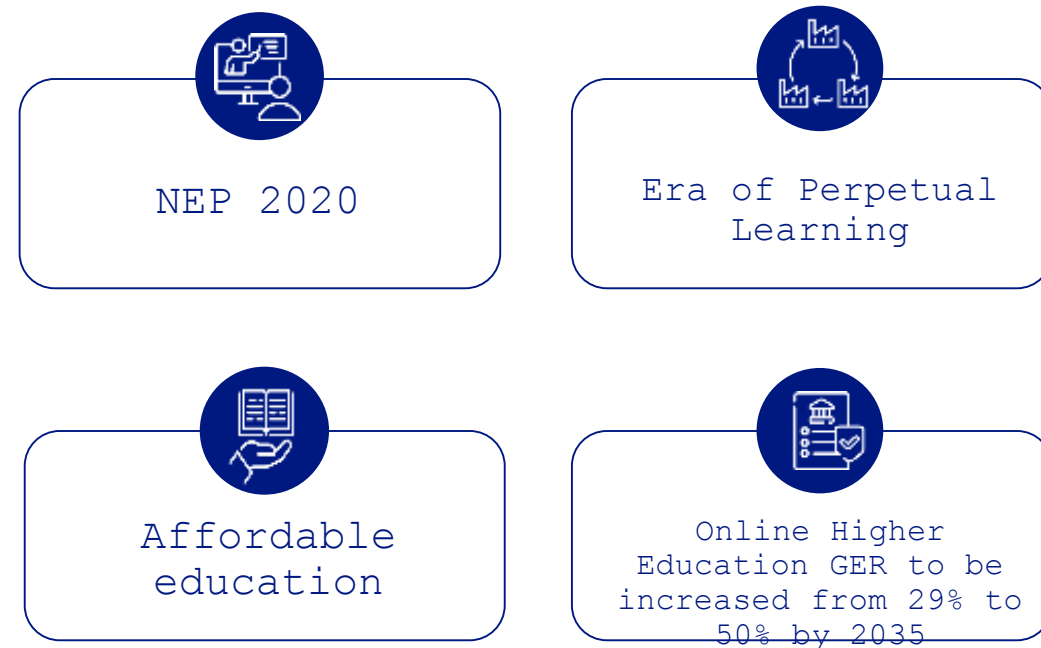 NEP 2020
Era of Perpetual
Learning
Affordable
education
Online Higher
Education GER to be
increased from 29% to
50% by 2035